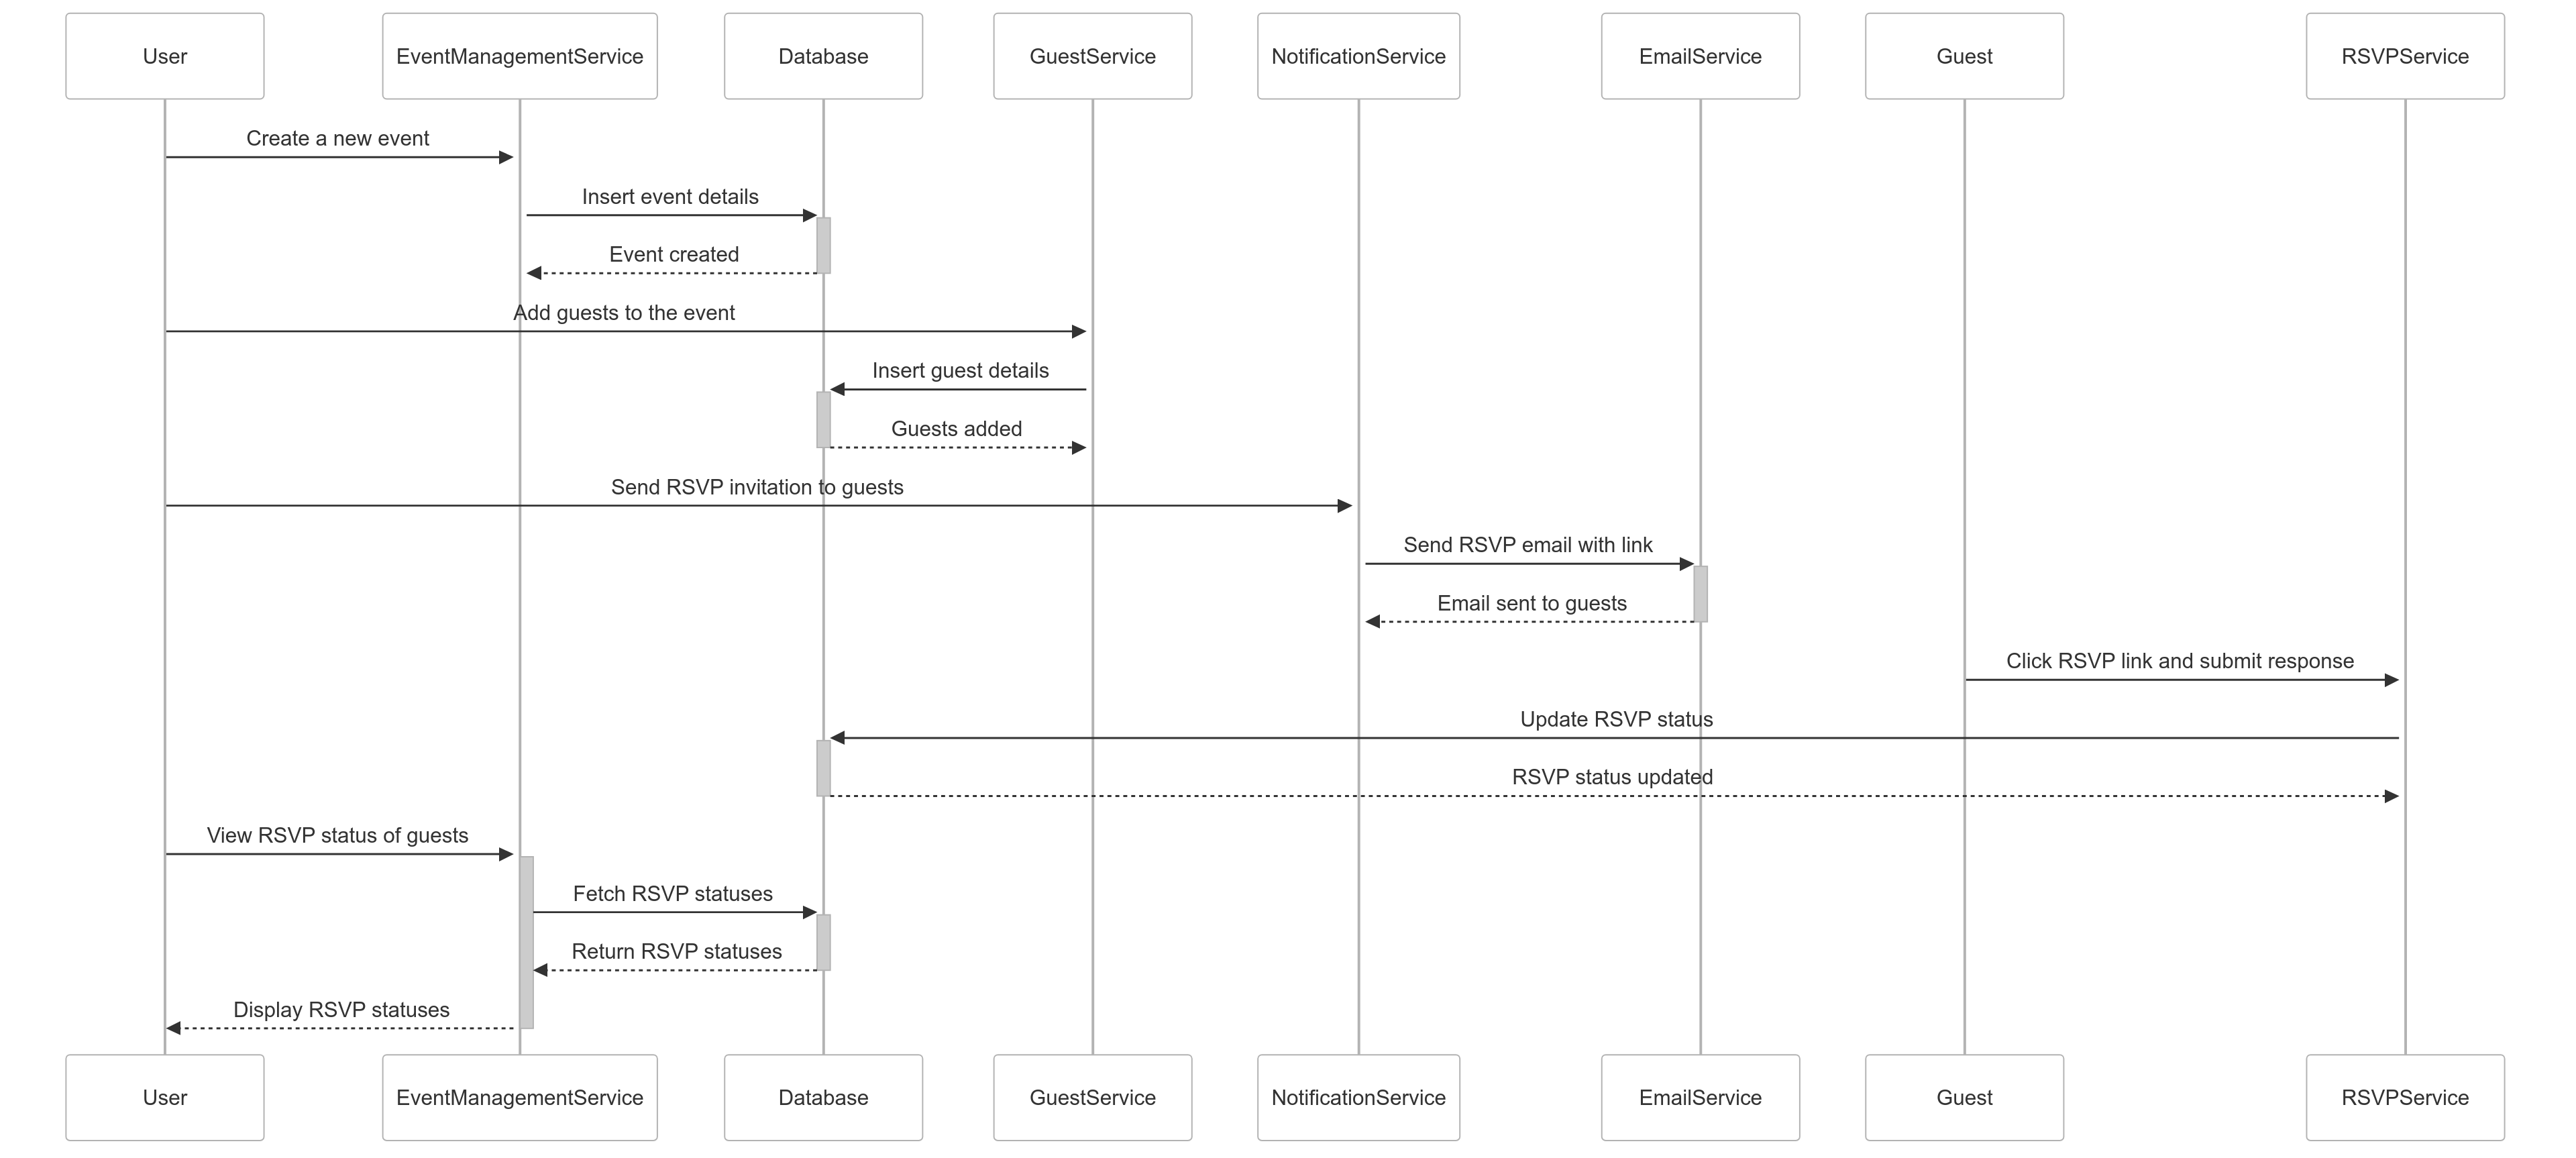 User
EventManagementService
Database
GuestService
NotificationService
EmailService
Guest
RSVPService
Create a new event
Insert event details
Event created
Add guests to the event
Insert guest details
Guests added
Send RSVP invitation to guests
Send RSVP email with link
Email sent to guests
Click RSVP link and submit response
Update RSVP status
RSVP status updated
View RSVP status of guests
Fetch RSVP statuses
Return RSVP statuses
Display RSVP statuses
User
EventManagementService
Database
GuestService
NotificationService
EmailService
Guest
RSVPService